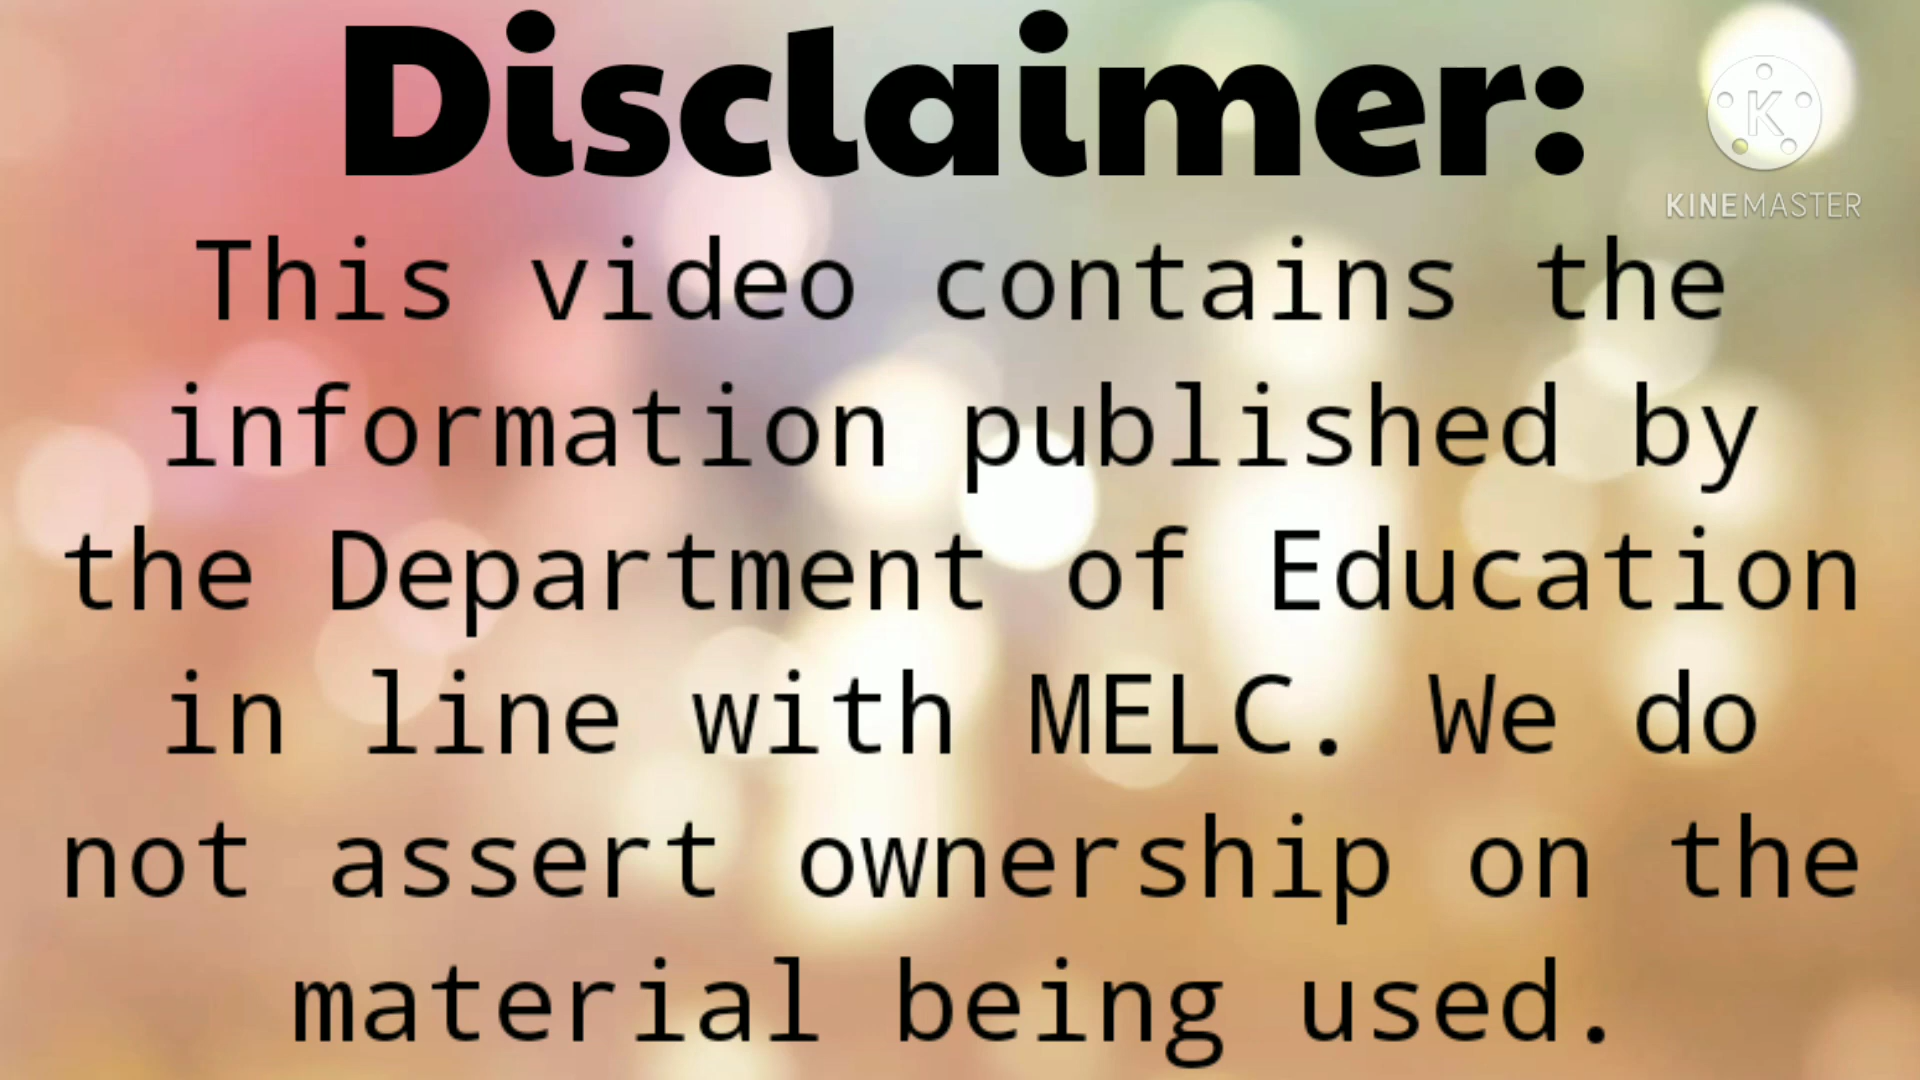 Disclaimer:
K
KINEMASTER
This video contains the
information published by
the Department of Education
in line with MELC. We do
not assert ownership on the
material being used.